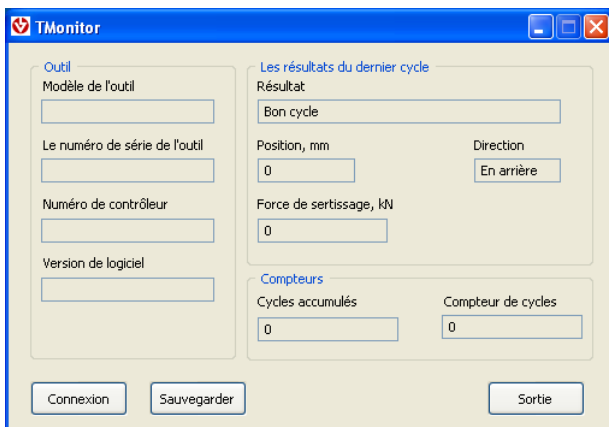 TMonitor
Outil
Modèle de l'outil
Le numéro de série de l'outil
Numéro de contrôleur
Version de logiciel
Les résultats du dernier cycle
Résultat
Bon cycle
Position, mm
Direction
0
En arrière
Force de sertissage, kN
0
Compteurs
Cycles accumulés
Compteur de cycles
0
0
Connexion
Sauvegarder
Sortie